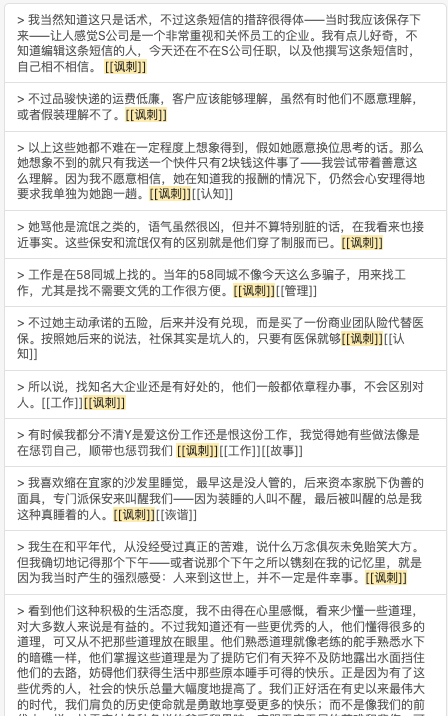 > 我当然知道这只是话术，不过这条短信的措辞很得体——当时我应该保存下
来——让人感觉S公司是一个非常重视和关怀员工的企业。我有点儿好奇，不
知道编辑这条短信的人，今天还在不在S公司任职，以及他撰写这条短信时，
自己相不相信。 [[讽刺]]
> 不过品骏快递的运费低廉，客户应该能够理解，虽然有时他们不愿意理解，
或者假装理解不了。[[讽刺]]
> 以上这些她都不难在一定程度上想象得到，假如她愿意换位思考的话。那么
她想象不到的就只有我送一个快件只有2块钱这件事了——我尝试带着善意这
么理解。因为我不愿意相信，她在知道我的报酬的情况下，仍然会心安理得地
要求我单独为她跑一趟。[[讽刺]][[认知]]
> 她骂他是流氓之类的，语气虽然很凶，但并不算特别脏的话，在我看来也接
近事实。这些保安和流氓仅有的区别就是他们穿了制服而已。[[讽刺]]
> 工作是在58同城上找的。当年的58同城不像今天这么多骗子，用来找工
作，尤其是找不需要文凭的工作很方便。[[讽刺]][[管理]]
> 不过她主动承诺的五险，后来并没有兑现，而是买了一份商业团队险代替医
保。按照她后来的说法，社保其实是坑人的，只要有医保就够[[讽刺]][[认
知]]
> 所以说，找知名大企业还是有好处的，他们一般都依章程办事，不会区别对
人。[[工作]][[讽刺]]
> 有时候我都分不清Y是爱这份工作还是恨这份工作，我觉得她有些做法像是
在惩罚自己，顺带也惩罚我们 [[讽刺]][[工作]][[故事]]
> 我喜欢缩在宜家的沙发里睡觉，最早这是没人管的，后来资本家脱下伪善的
面具，专门派保安来叫醒我们——因为装睡的人叫不醒，最后被叫醒的总是我
这种真睡着的人。[[讽刺]][[诙谐]]
> 我生在和平年代，从没经受过真正的苦难，说什么万念俱灰未免贻笑大方。
但我确切地记得那个下午——或者说那个下午之所以镌刻在我的记忆里，就是
因为我当时产生的强烈感受：人来到这世上，并不一定是件幸事。[[讽刺]]
> 看到他们这种积极的生活态度，我不由得在心里感慨，看来少懂一些道理，
对大多数人来说是有益的。不过我知道还有一些更优秀的人，他们懂得很多的
道理，可又从不把那些道理放在眼里。他们熟悉道理就像老练的舵手熟悉水下
的暗礁一样，他们掌握这些道理是为了提防它们有天猝不及防地露出水面挡住
他们的去路，妨碍他们获得生活中那些原本唾手可得的快乐。正是因为有了这
些优秀的人，社会的快乐总量大幅度地提高了。我们正好活在有史以来最伟大
的时代，我们肩负的历史使命就是勇敢地享受更多的快乐；而不是像我们的前